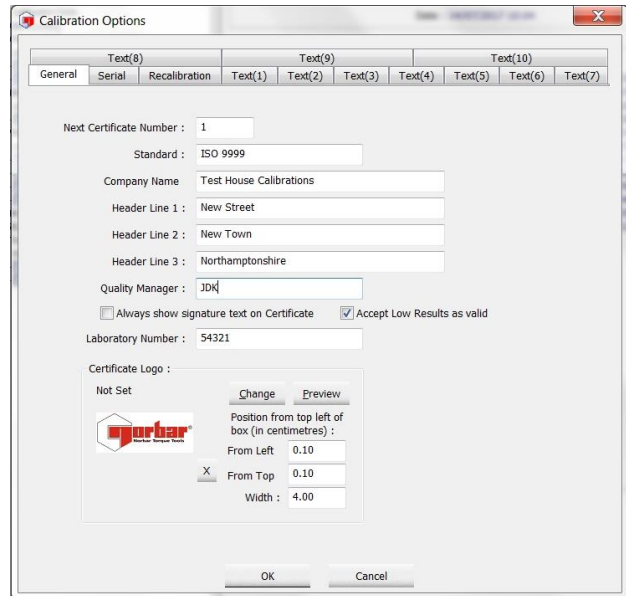 Calibration Options
X
Text(8) Text(9) Text(10)
General Serial Recalibration Text(1) Text(2) Text(3) Text(4) Text(5) Text(6) Text(7)
Next Certificate Number : 1
Standard : ISO 9999
Company Name Test House Calibrations
Header Line 1 : New Street
Header Line 2 : New Town
Header Line 3 : Northamptonshire
Quality Manager : JDK
Always show signature text on Certificate Accept Low Results as valid
Laboratory Number : 54321
Certificate Logo :
Not Set Change Preview
norbar®
Norbar Torque Tools
Position from top left of
box (in centimetres) :
From Left 0.10
X From Top 0.10
Width : 4.00
OK Cancel